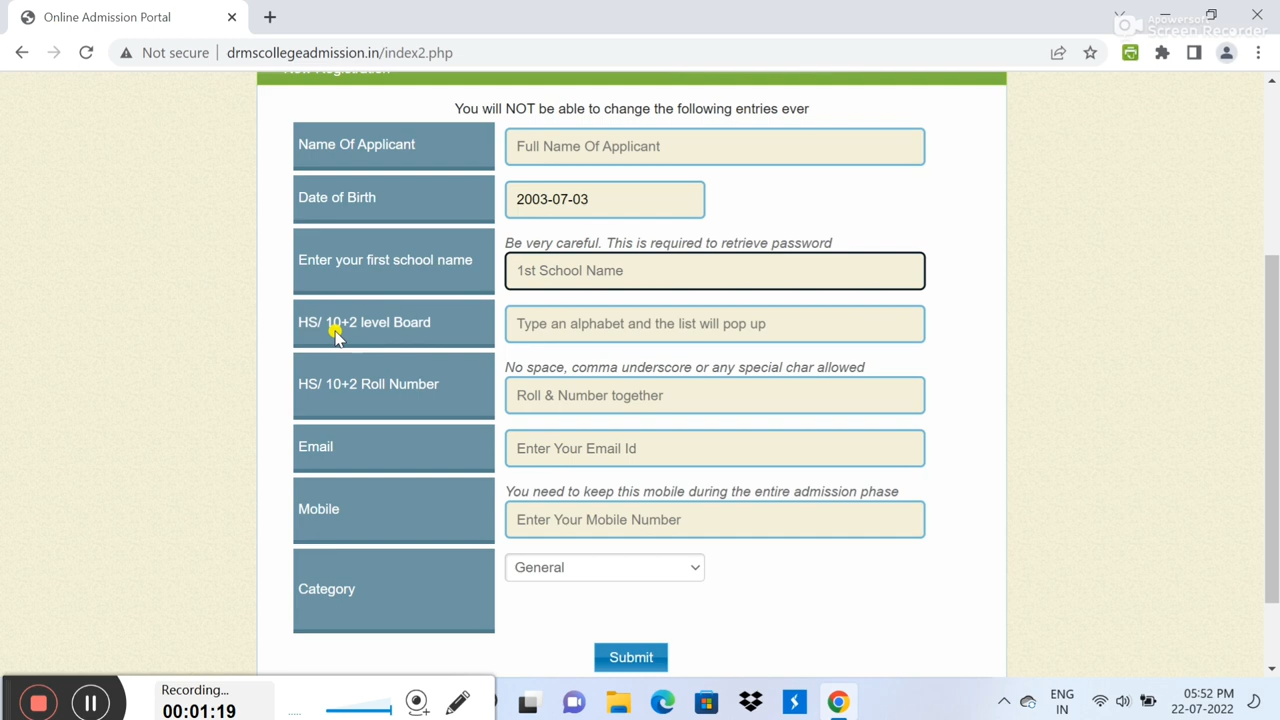 Online Admission Portal
Apowersoft
Screen Recorder
Not secure
drmscollegeadmission.in/index2.php
New Registration
You will NOT be able to change the following entries ever
Name Of Applicant
Full Name Of Applicant
Date of Birth
2003-07-03
Be very careful. This is required to retrieve password
Enter your first school name
1st School Name
HS/ 10+2 level Board
Type an alphabet and the list will pop up
No space, comma underscore or any special char allowed
HS/ 10+2 Roll Number
Roll & Number together
Email
Enter Your Email Id
You need to keep this mobile during the entire admission phase
Mobile
Enter Your Mobile Number
Category
General
Submit
Recording...
00:01:19
ENG
IN
05:52 PM
22-07-2022